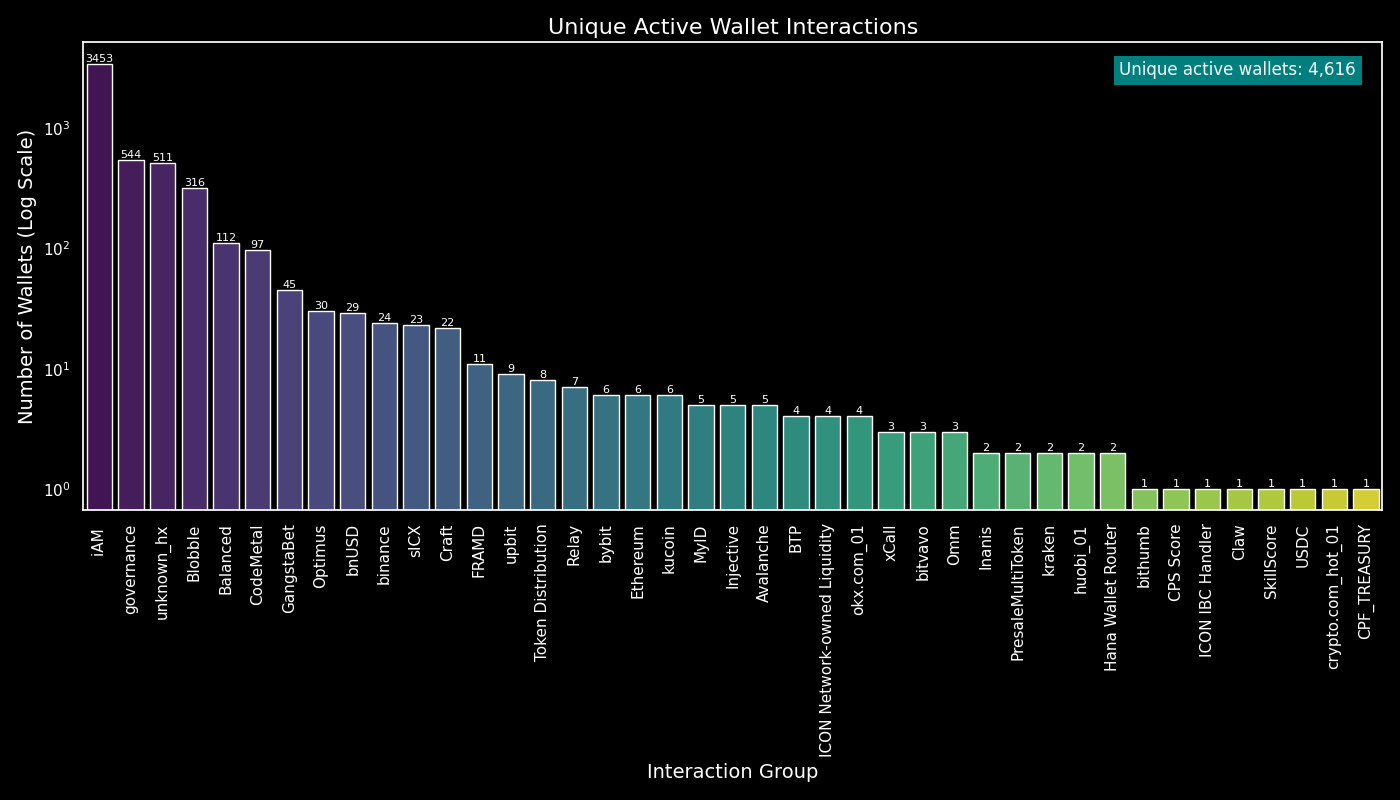 Unique Active Wallet Interactions
Unique active wallets: 4,616
Number of Wallets (Log Scale)
10³
10²
10¹
10⁰
3453
544
511
316
112
97
45
30
29
24
23
22
11
9
8
7
6
6
6
5
5
5
4
4
4
3
3
3
2
2
2
2
2
1
1
1
1
1
1
1
1
iAM
governance
unknown_hx
Blobble
Balanced
CodeMetal
GangstaBet
Optimus
bnUSD
binance
sICX
Craft
FRAMD
upbit
Token Distribution
Relay
bybit
Ethereum
kucoin
MyID
Injective
Avalanche
BTP
ICON Network-owned Liquidity
okx.com_01
xCall
bitvavo
Omm
Inanis
PresaleMultiToken
kraken
huobi_01
Hana Wallet Router
bithumb
CPS Score
ICON IBC Handler
Claw
SkillScore
USDC
crypto.com_hot_01
CPF_TREASURY
Interaction Group